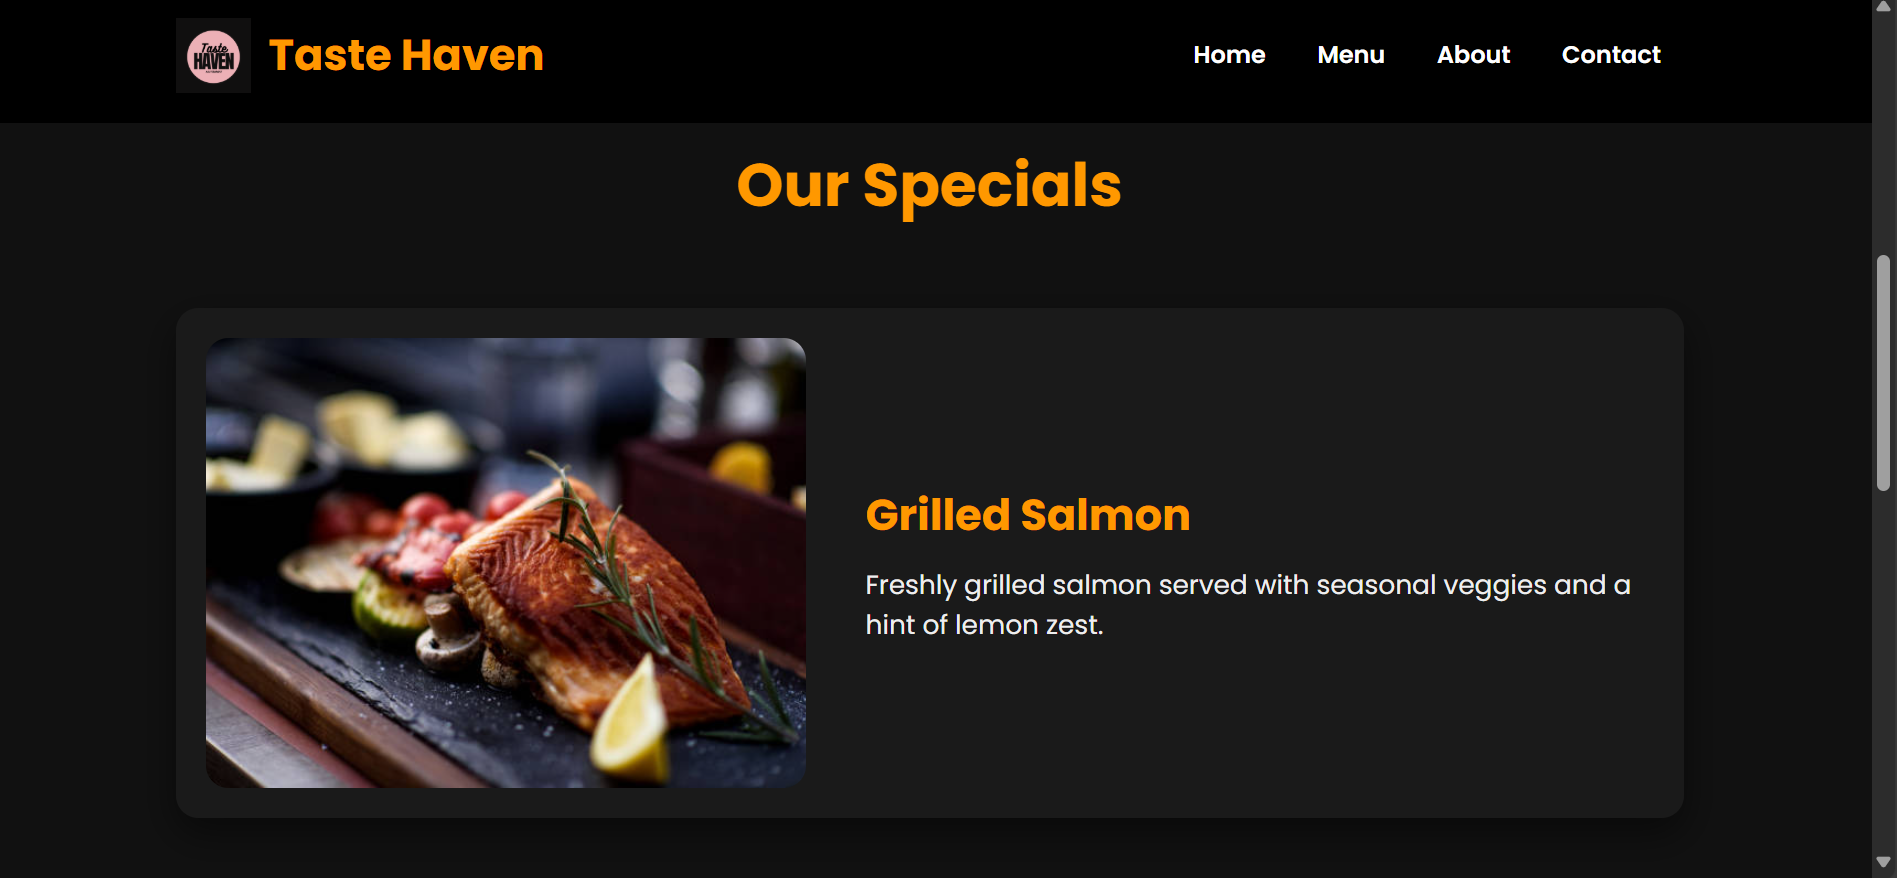 Taste
HAVEN
Taste Haven
Home Menu About Contact
Our Specials
Grilled Salmon
Freshly grilled salmon served with seasonal veggies and a
hint of lemon zest.